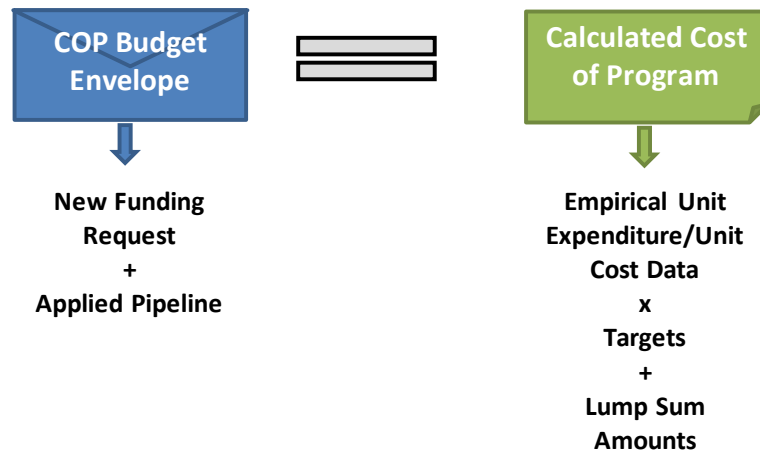 COP Budget
Envelope
Calculated Cost
of Program
New Funding
Request
+
Applied Pipeline
Empirical Unit
Expenditure/Unit
Cost Data
x
Targets
+
Lump Sum
Amounts